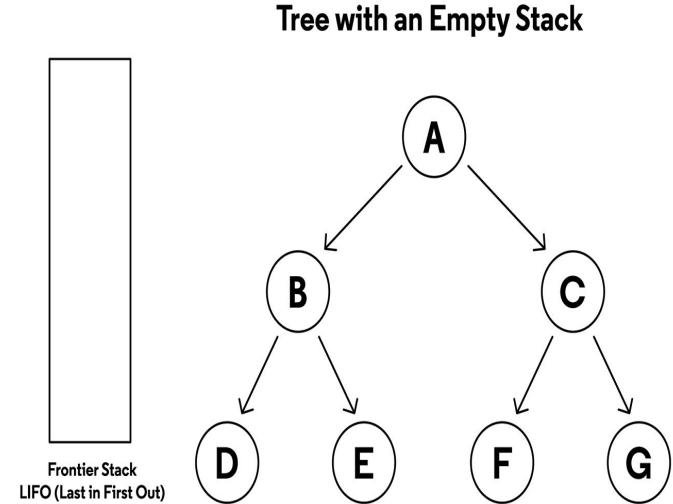 Tree with an Empty Stack
A
B
C
D
E
F
G
Frontier Stack
LIFO (Last in First Out)